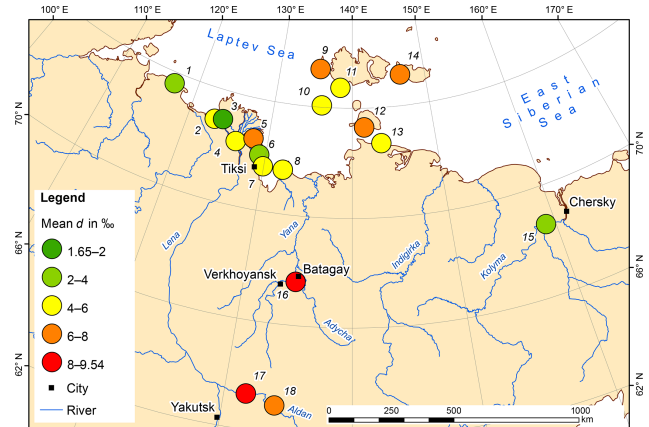 100° E
110° E
120° E
130° E
140° E
150° E
160° E
170° E
Laptev Sea
9
14
11
10
1
3
12
2
5
13
4
6
8
Tiksi
7
East
Siberian
Sea
70° N
70° N
Chersky
15
Lena
Yana
Indigirka
Kolyma
66° N
66° N
Verkhoyansk
Batagay
16
Adychal
62° N
62° N
17
18
Yakutsk
Aldan
Legend
Mean d in ‰
1.65–2
2–4
4–6
6–8
8–9.54
City
River
0 250 500 1000
km